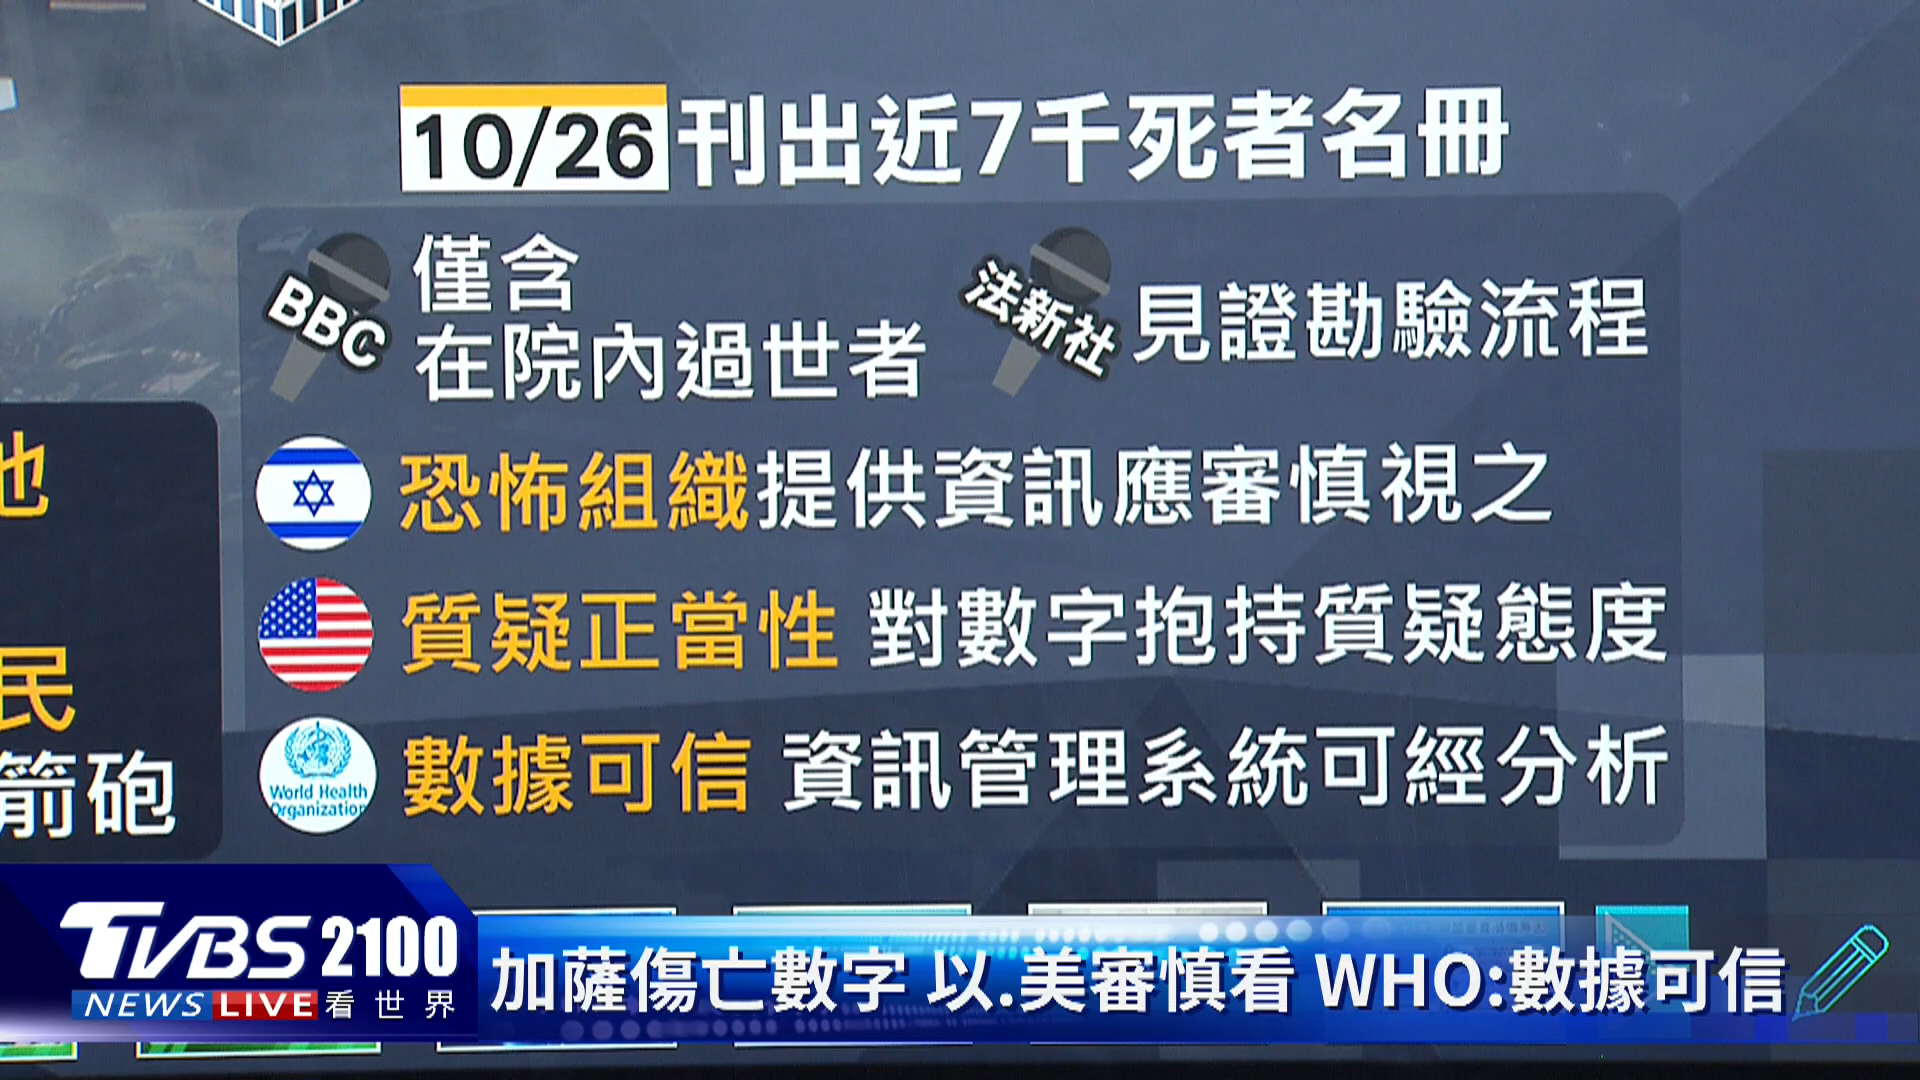 10/26 刊出近7千死者名冊
BBC
僅含
在院內過世者
法新社
見證勘驗流程
恐怖組織提供資訊應審慎視之
質疑正當性 對數字抱持質疑態度
World Health
Organization
數據可信 資訊管理系統可經分析
他
民
箭砲
TVBS 2100
NEWS LIVE 看世界
加薩傷亡數字 以.美審慎看 WHO:數據可信